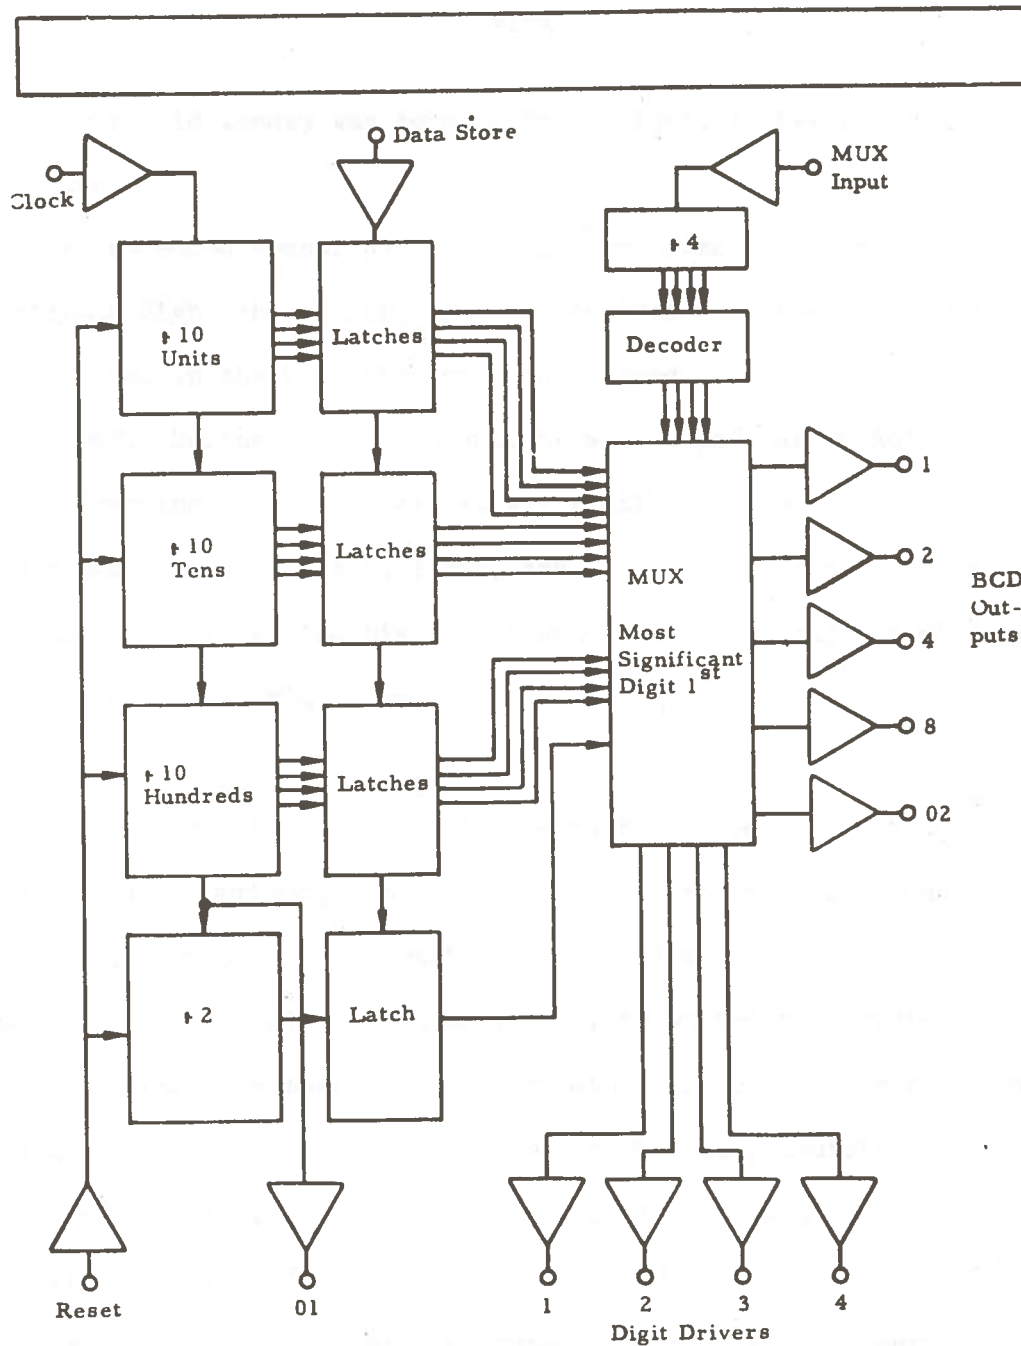 Data Store
Clock
MUX
Input
÷ 4
÷ 10
Units
Latches
Decoder
1
÷ 10
Tens
Latches
2
MUX
BCD
Out-
puts
Most
Significant
Digit 1st
4
÷ 10
Hundreds
Latches
8
02
÷ 2
Latch
Reset
01
1
2
3
4
Digit Drivers